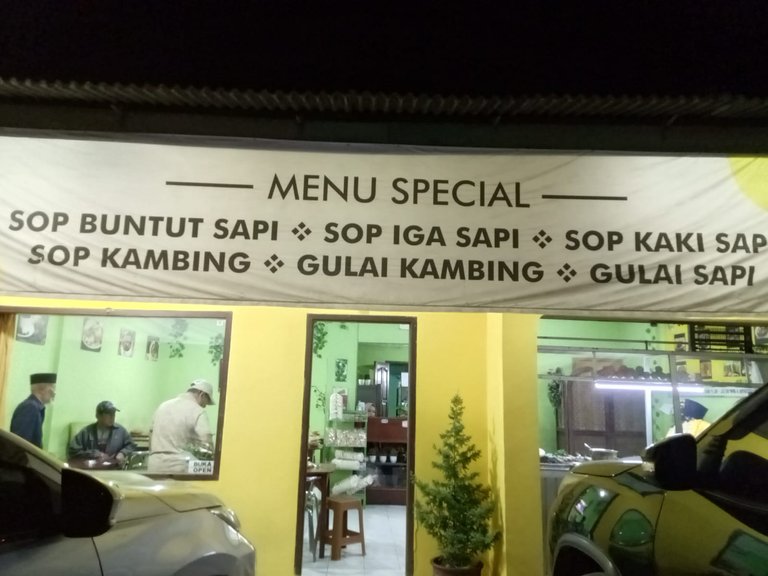 MENU SPECIAL
SOP BUNTUT SAPI ❖ SOP IGA SAPI ❖ SOP KAKI SAP
SOP KAMBING ❖ GULAI KAMBING ❖ GULAI SAPI
BUKA
OPEN